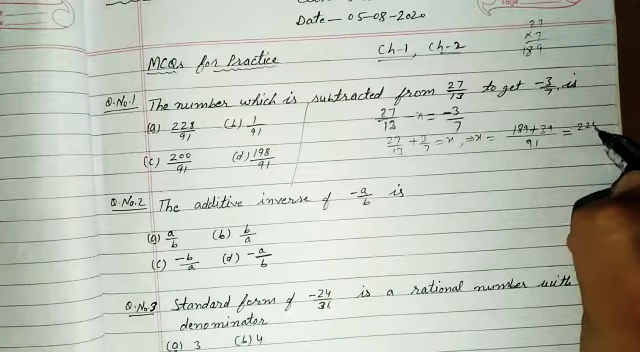 Date - 05-08-2020
27
MCQs for Practice Ch-1, Ch-2 ×7
189
Q.No.1 The number which is subtracted from 27/13 to get -3/7, is
(a) 228/91 (b) 1/91 27/13 - x = -3/7
(c) 200/91 (d) 198/91 27/13 + 3/7 = x, ⇒ x = 189+39/91 = 228
Q.No.2 The additive inverse of -a/b is
(a) a/b (b) b/a
(c) -b/a (d) -a/b
Q.No.3 Standard form of -24/36 is a rational number with
denominator
(a) 3 (b) 4